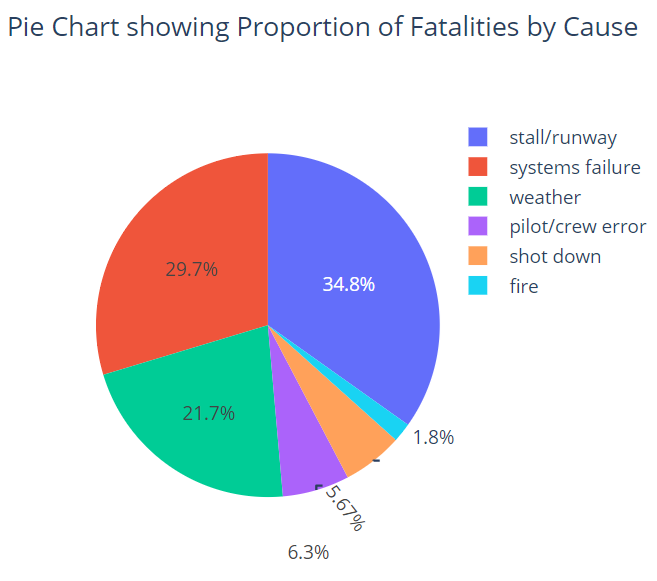 Pie Chart showing Proportion of Fatalities by Cause
stall/runway
systems failure
weather
pilot/crew error
shot down
fire
29.7%
34.8%
21.7%
1.8%
5.67%
6.3%